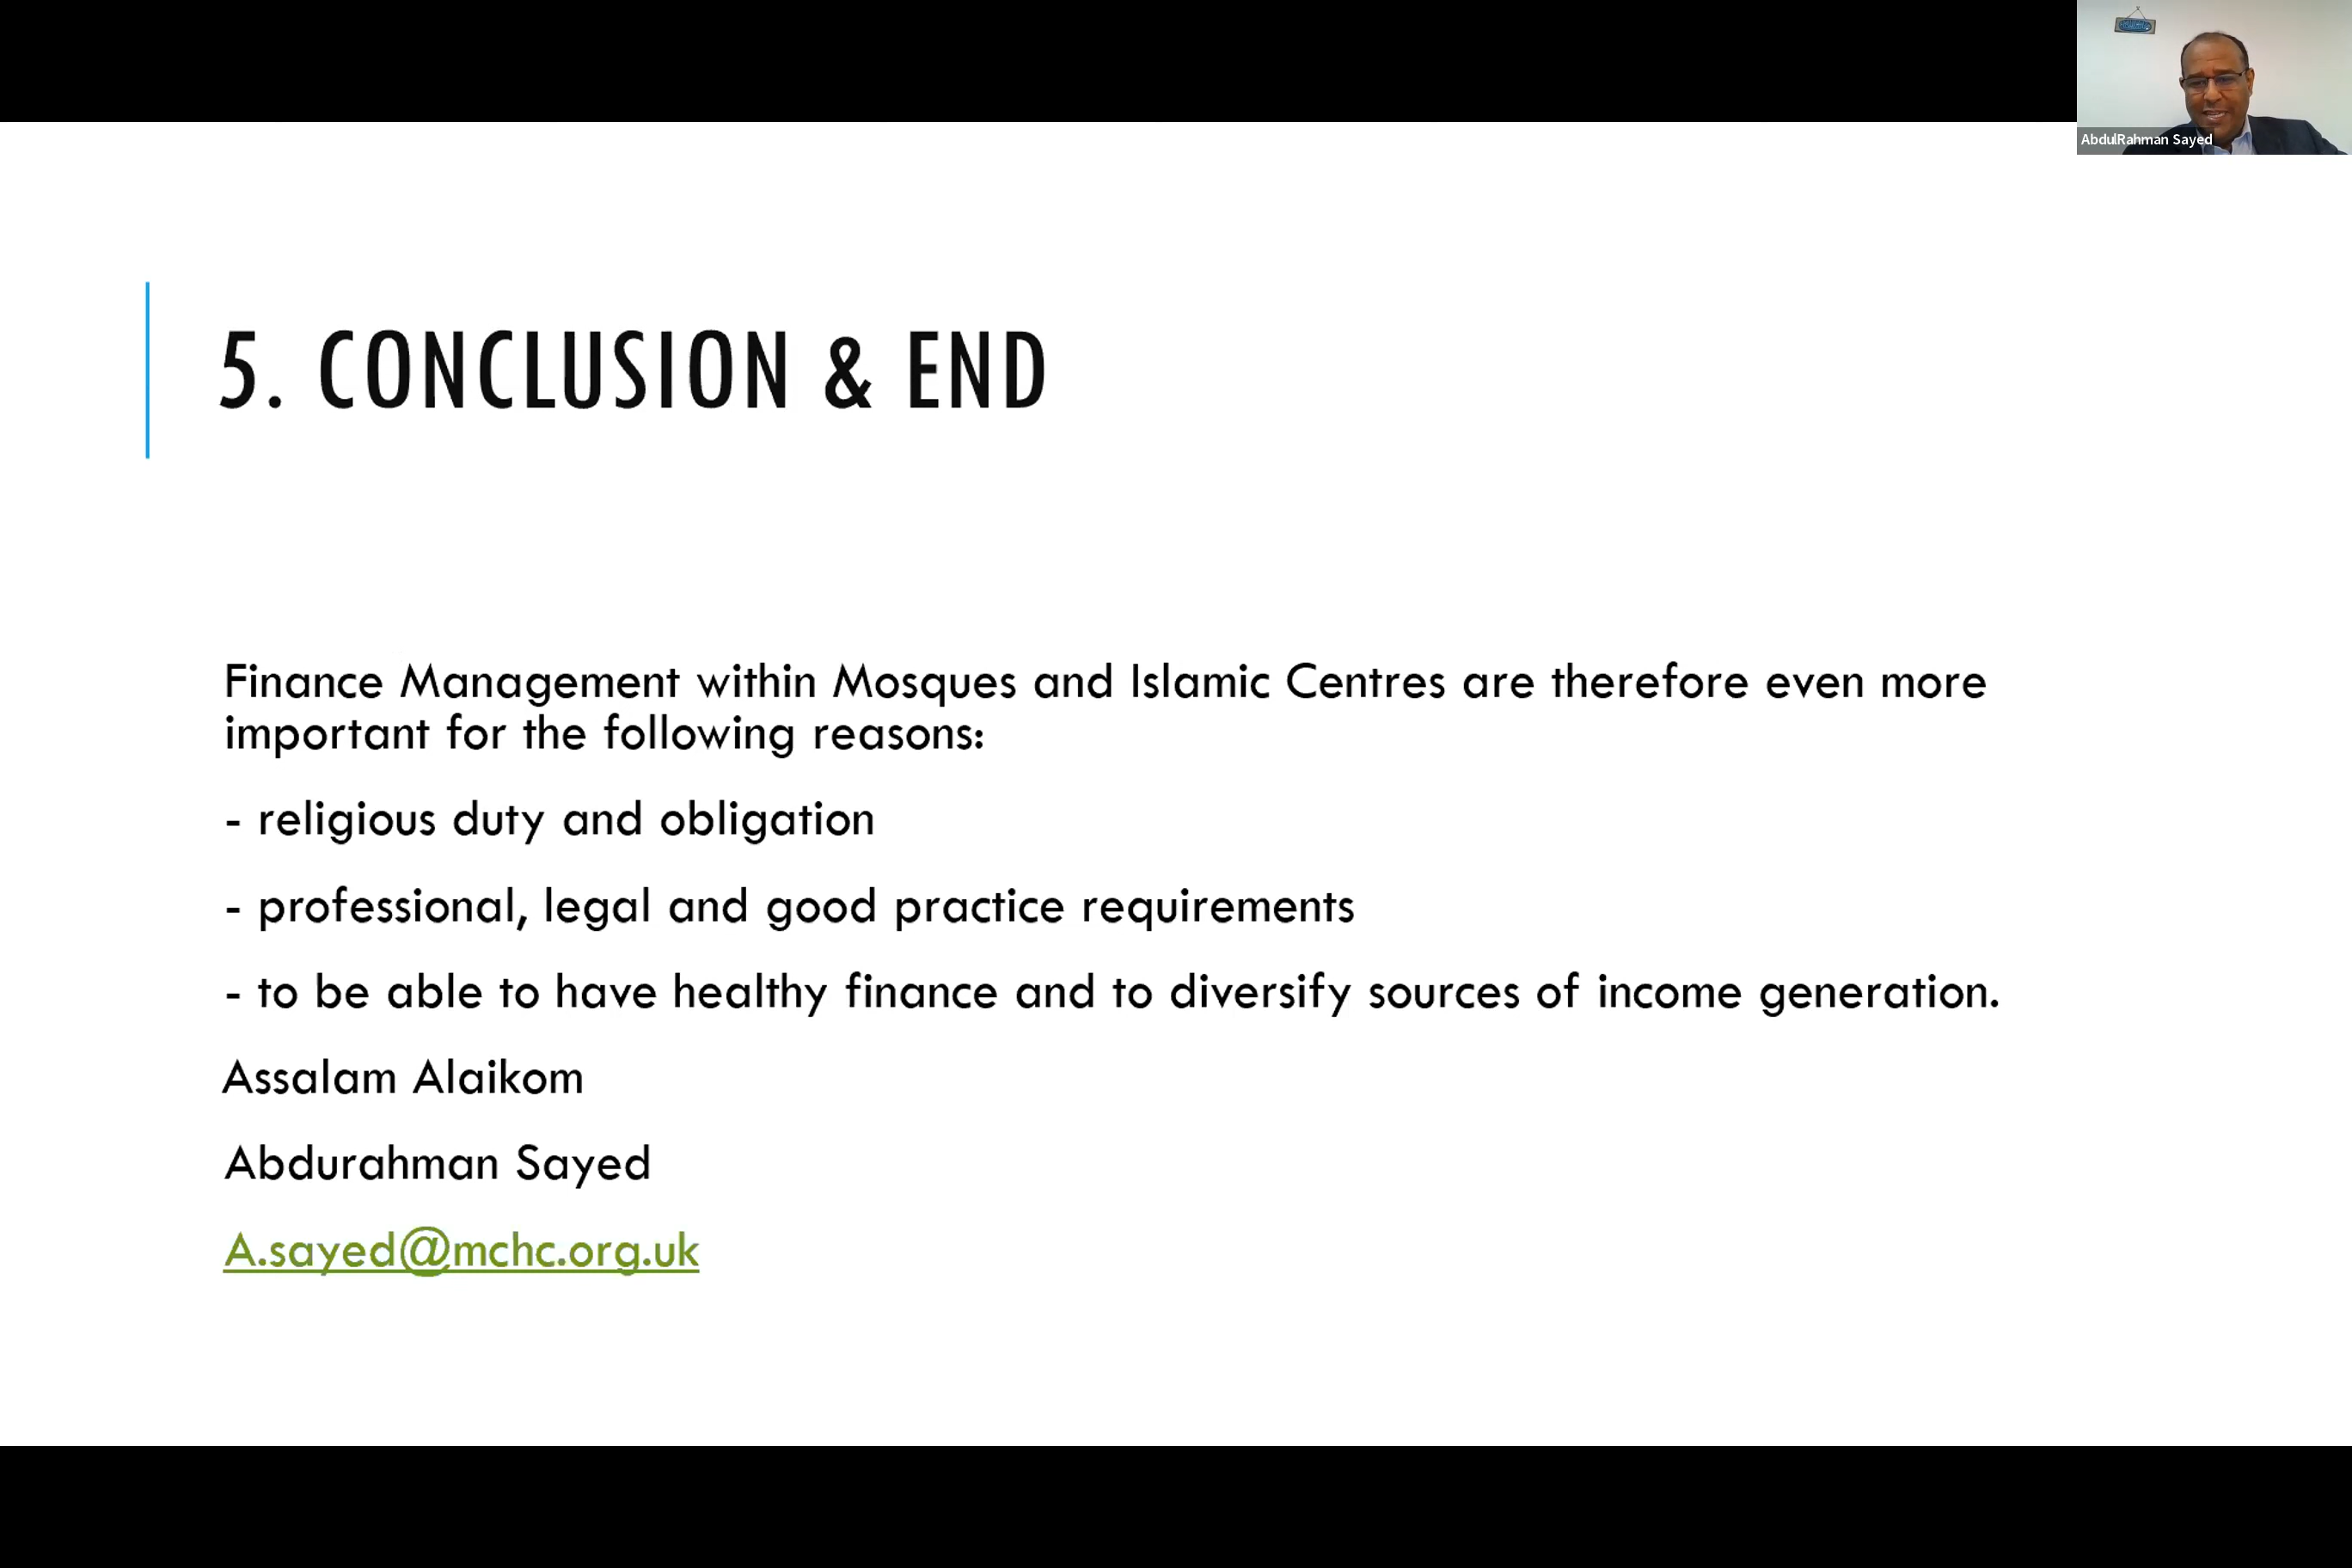 AbdulRahman Sayed
5. CONCLUSION & END
Finance Management within Mosques and Islamic Centres are therefore even more
important for the following reasons:
- religious duty and obligation
- professional, legal and good practice requirements
- to be able to have healthy finance and to diversify sources of income generation.
Assalam Alaikom
Abdurahman Sayed
A.sayed@mchc.org.uk